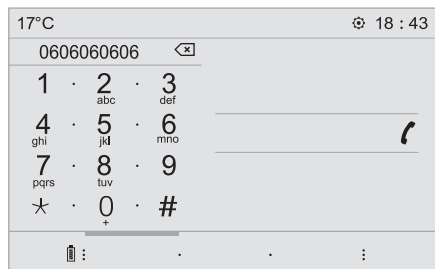 17°C 18 : 43
0606060606
1 · 2 · 3
abc def
4 · 5 · 6
ghi jkl mno
7 · 8 · 9
pqrs tuv
* · 0 · #
+